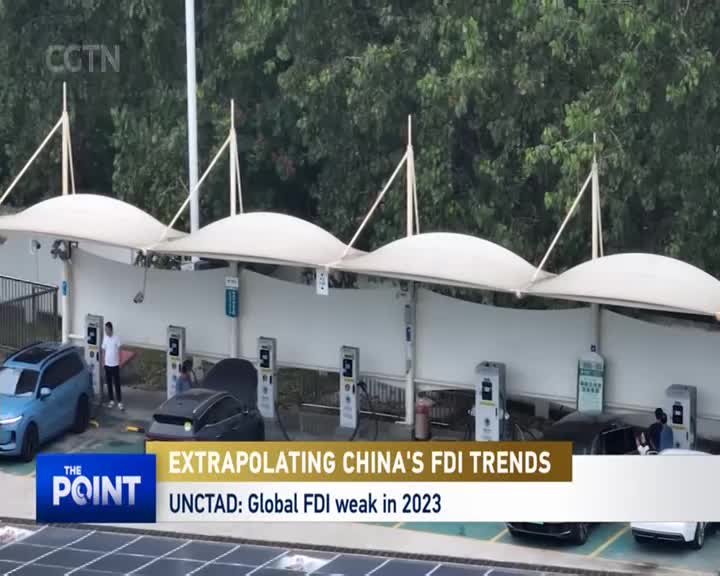 CGTN
EXTRAPOLATING CHINA'S FDI TRENDS
THE
POINT
UNCTAD: Global FDI weak in 2023